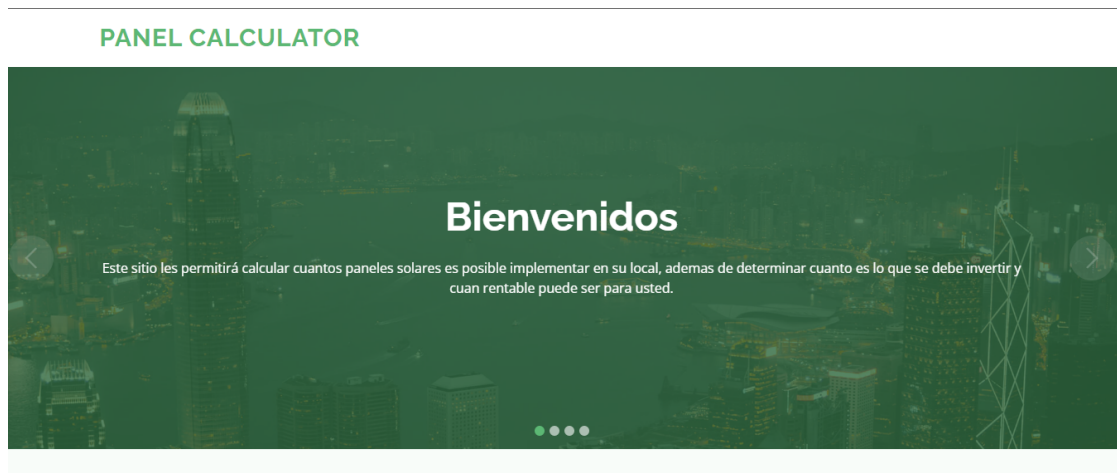 PANEL CALCULATOR
Bienvenidos
Este sitio les permitirá calcular cuantos paneles solares es posible implementar en su local, ademas de determinar cuanto es lo que se debe invertir y
cuan rentable puede ser para usted.